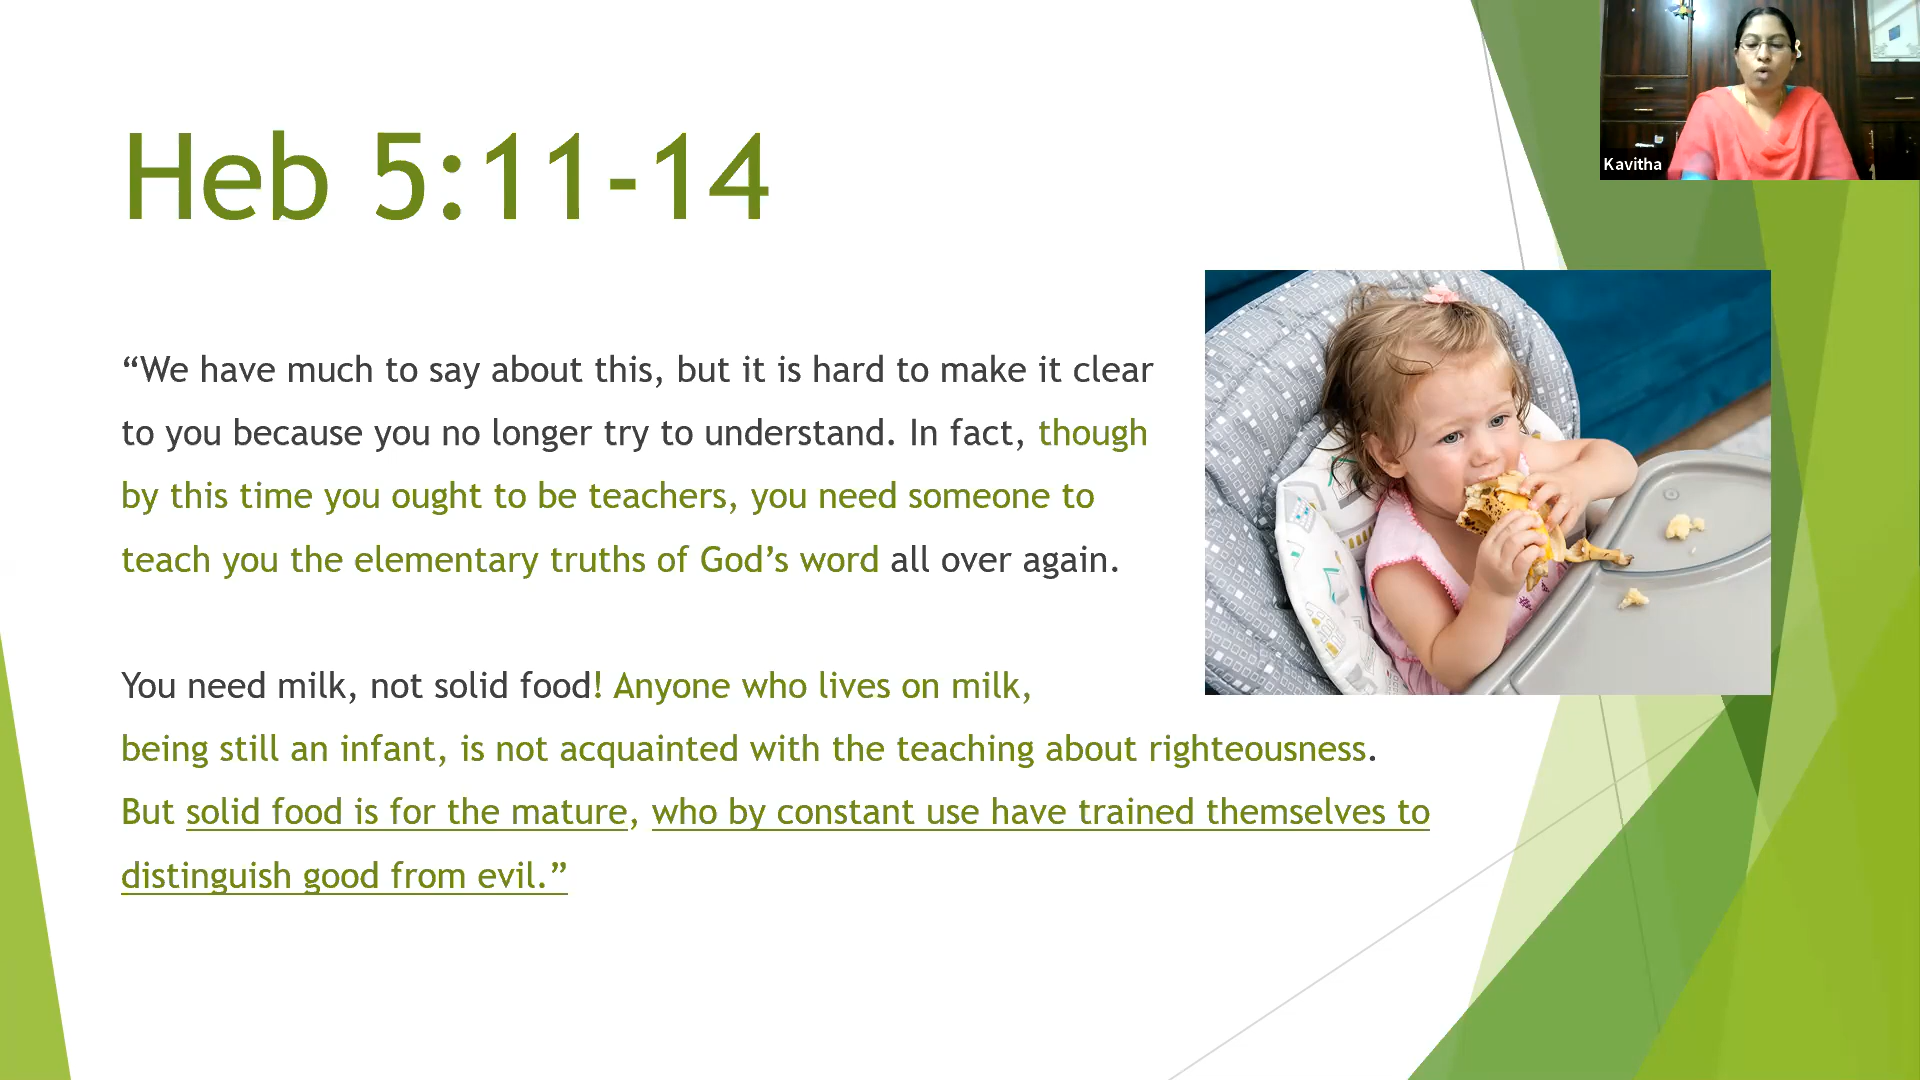 Heb 5:11-14
“We have much to say about this, but it is hard to make it clear
to you because you no longer try to understand. In fact, though
by this time you ought to be teachers, you need someone to
teach you the elementary truths of God’s word all over again.
You need milk, not solid food! Anyone who lives on milk,
being still an infant, is not acquainted with the teaching about righteousness.
But solid food is for the mature, who by constant use have trained themselves to
distinguish good from evil.”
Kavitha